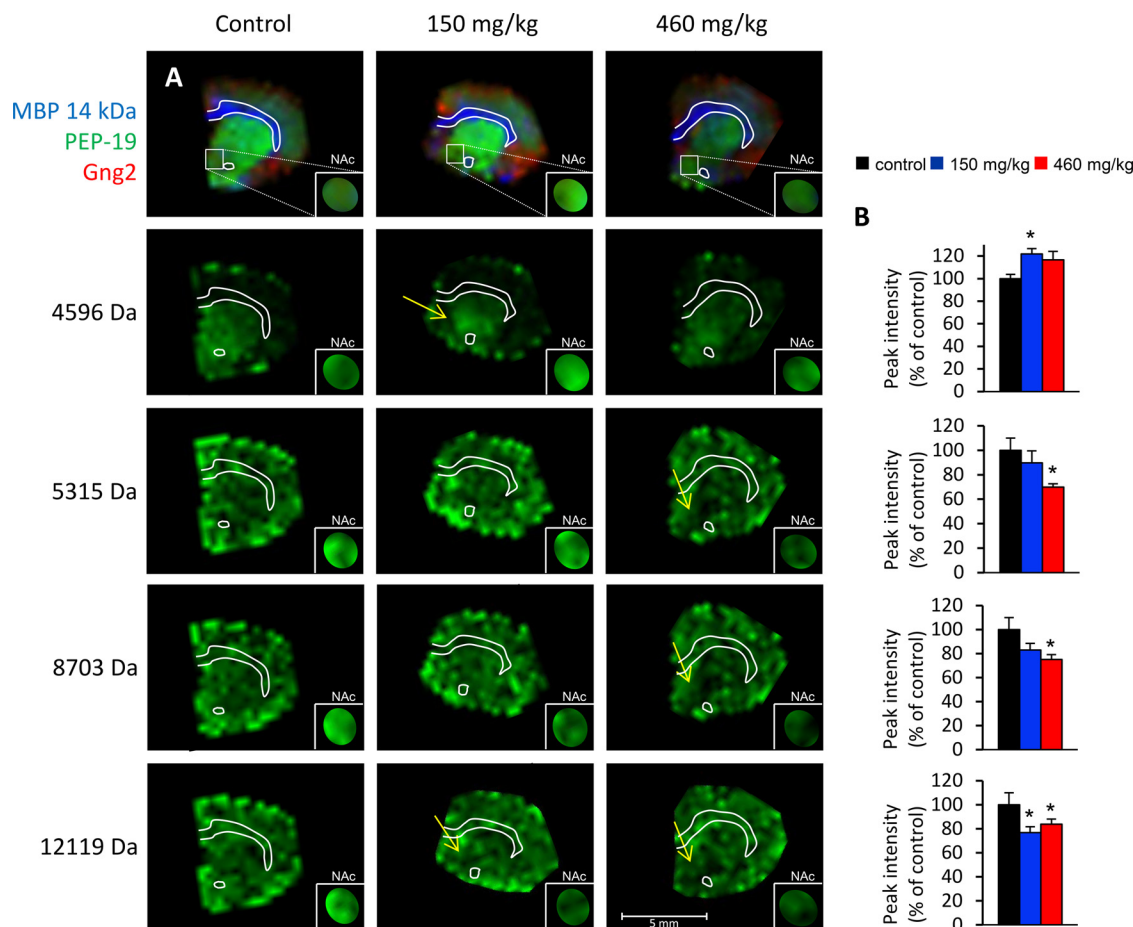 Control 150 mg/kg 460 mg/kg
A
MBP 14 kDa
PEP-19
Gng2
NAc NAc NAc
control 150 mg/kg 460 mg/kg
B
4596 Da
NAc NAc NAc
Peak intensity
(% of control)
120
100
80
60
40
20
0
*
5315 Da
NAc NAc NAc
Peak intensity
(% of control)
120
100
80
60
40
20
0
*
8703 Da
NAc NAc NAc
Peak intensity
(% of control)
120
100
80
60
40
20
0
*
12119 Da
NAc NAc NAc
5 mm
Peak intensity
(% of control)
120
100
80
60
40
20
0
* *